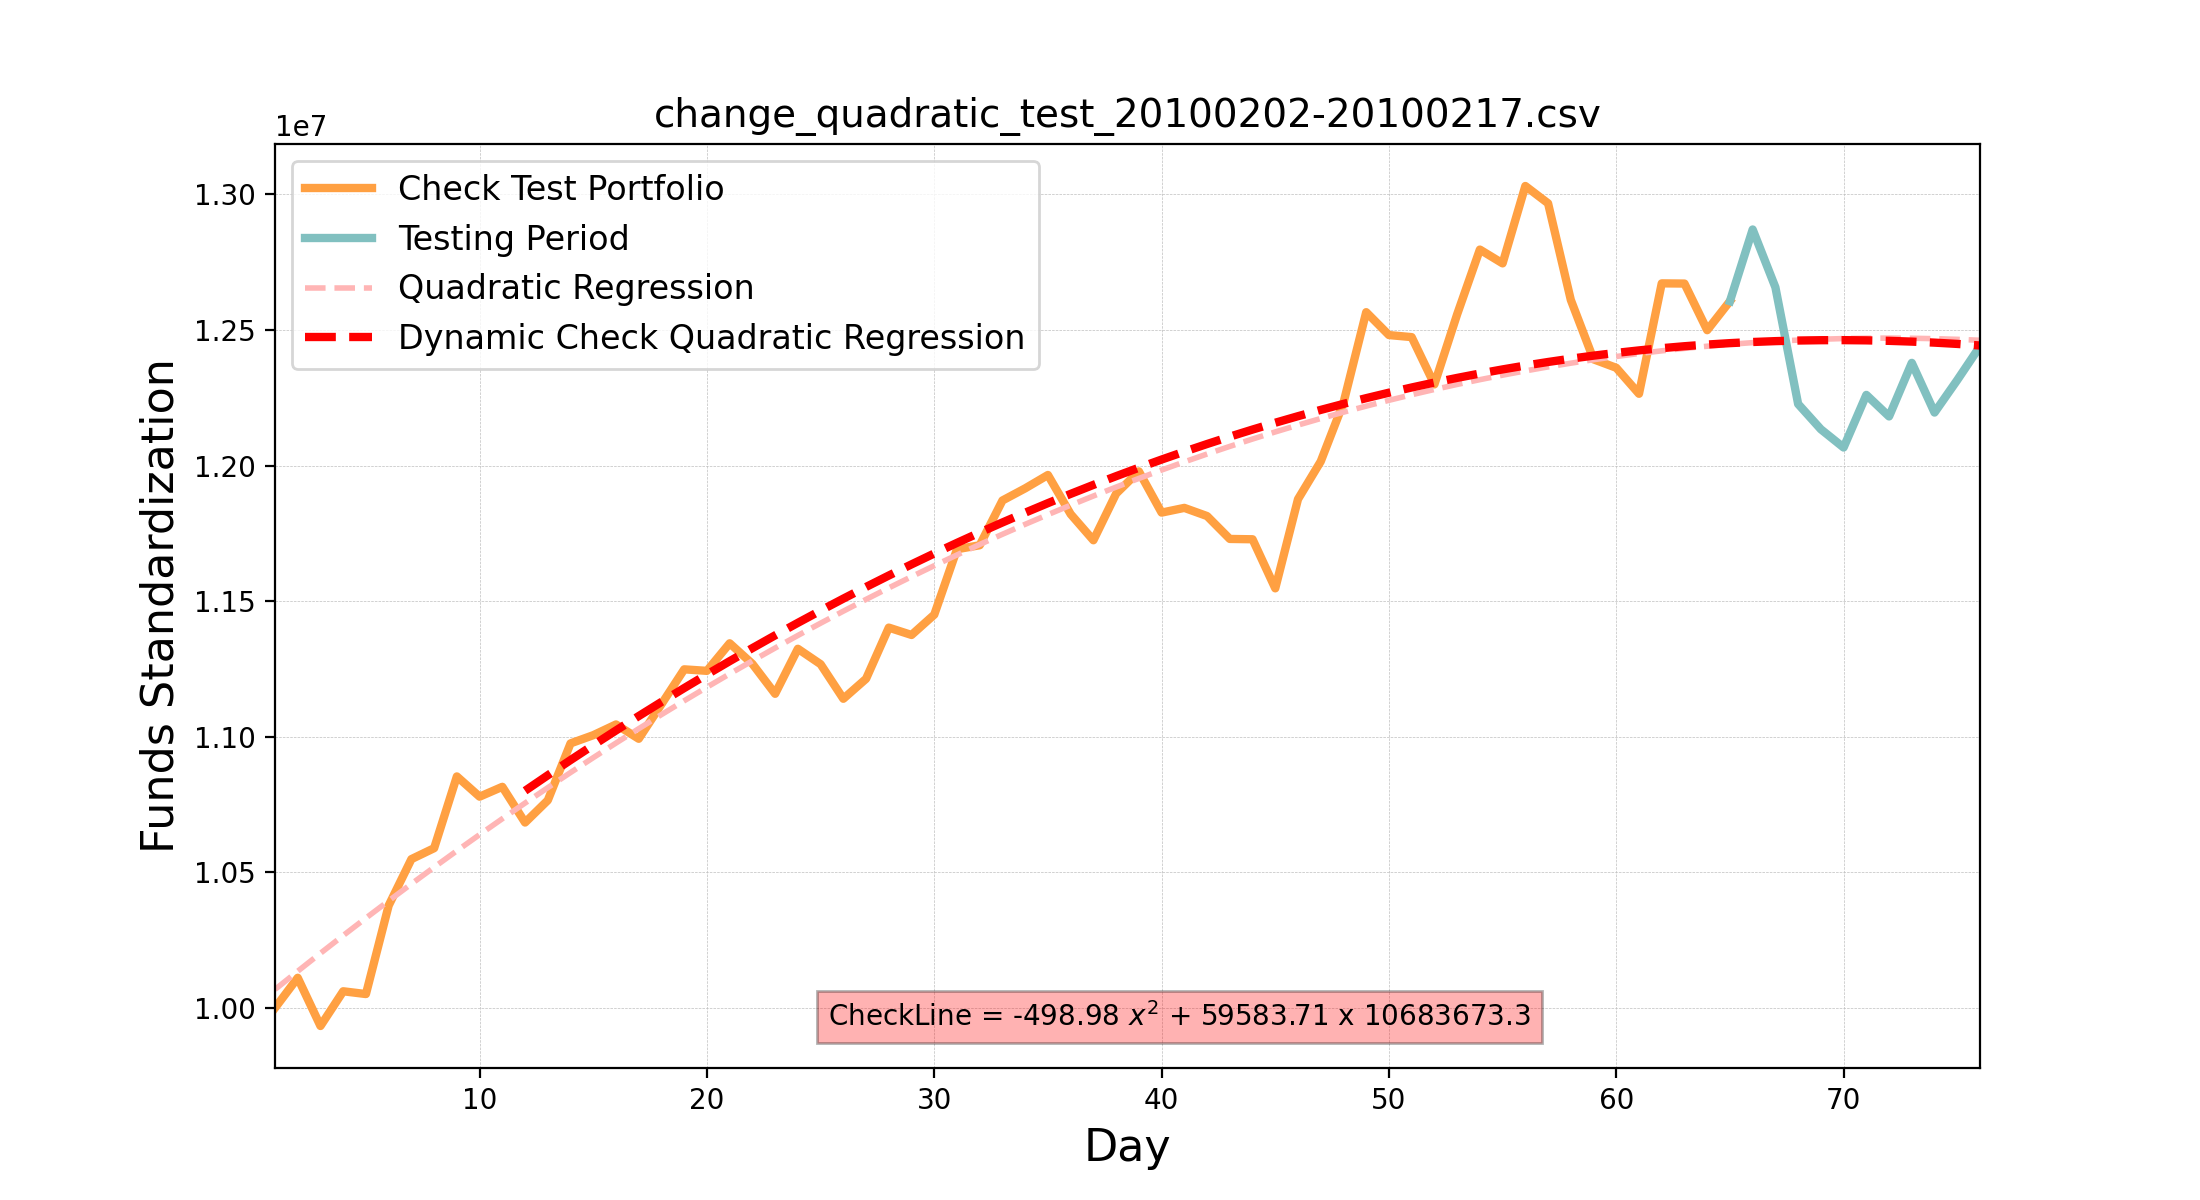 change_quadratic_test_20100202-20100217.csv
1e7
Check Test Portfolio
Testing Period
Quadratic Regression
Dynamic Check Quadratic Regression
1.30
1.25
1.20
1.15
1.10
1.05
1.00
Funds Standardization
CheckLine = -498.98 x² + 59583.71 x 10683673.3
10 20 30 40 50 60 70
Day